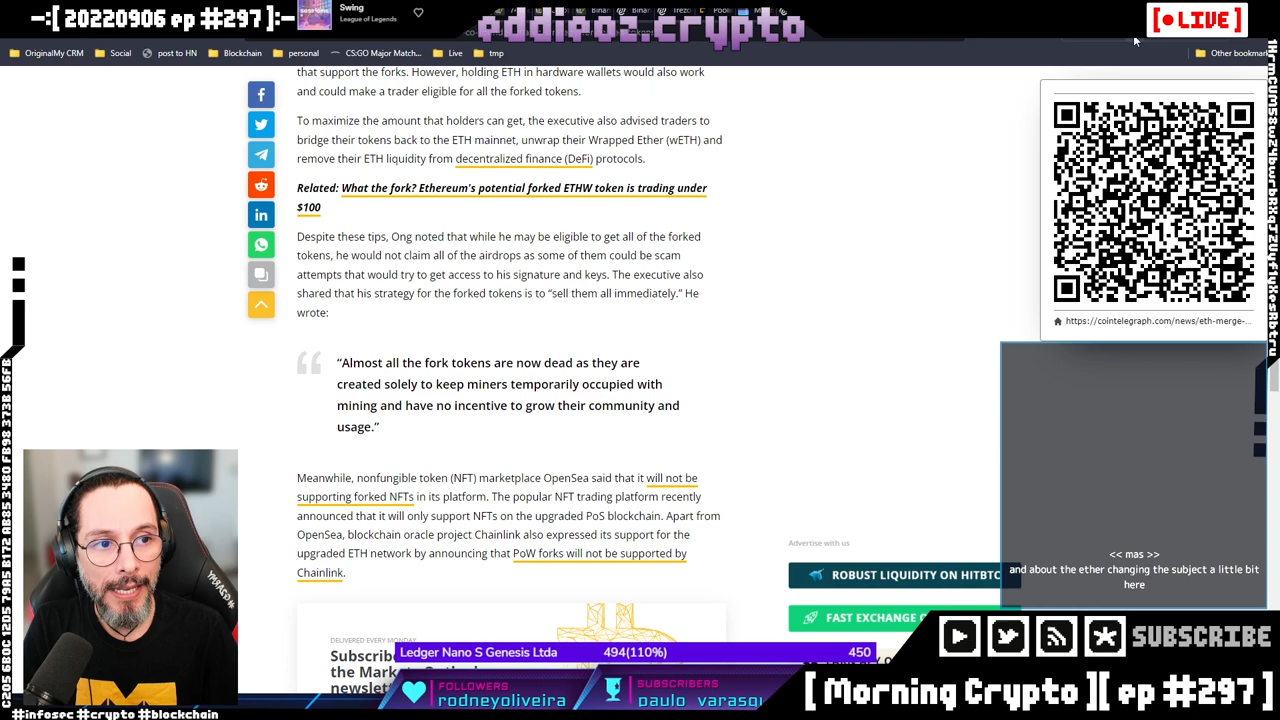 -:[ 20220906 ep #297]:-
Swing
League of Legends
eddieoz.crypto
[● LIVE]
OriginalMy CRM
Social
post to HN
Blockchain
personal
CS:GO Major Match...
Live
tmp
Other bookmar
that support the forks. However, holding ETH in hardware wallets would also work
and could make a trader eligible for all the forked tokens.
To maximize the amount that holders can get, the executive also advised traders to
bridge their tokens back to the ETH mainnet, unwrap their Wrapped Ether (wETH) and
remove their ETH liquidity from decentralized finance (DeFi) protocols.
Related: What the fork? Ethereum's potential forked ETHW token is trading under
$100
Despite these tips, Ong noted that while he may be eligible to get all of the forked
tokens, he would not claim all of the airdrops as some of them could be scam
attempts that would try to get access to his signature and keys. The executive also
shared that his strategy for the forked tokens is to “sell them all immediately.” He
wrote:
“Almost all the fork tokens are now dead as they are
created solely to keep miners temporarily occupied with
mining and have no incentive to grow their community and
usage.”
Meanwhile, nonfungible token (NFT) marketplace OpenSea said that it will not be
supporting forked NFTs in its platform. The popular NFT trading platform recently
announced that it will only support NFTs on the upgraded PoS blockchain. Apart from
OpenSea, blockchain oracle project Chainlink also expressed its support for the
upgraded ETH network by announcing that PoW forks will not be supported by
Chainlink.
DELIVERED EVERY MONDAY
Subscribe
the Mar
newsle
https://cointelegraph.com/news/eth-merge-...
<< mas >>
and about the ether changing the subject a little bit
here
Advertise with us
ROBUST LIQUIDITY ON HITBTC
FAST EXCHANGE
Ledger Nano S Genesis Ltda 494(110%) 450
FOLLOWERS
rodneyoliveira
SUBSCRIBERS
paulo_varasqu
SUBSCRIBE
[ Morning Crypto ][ ep #297 ]
#infosec #crypto #blockchain